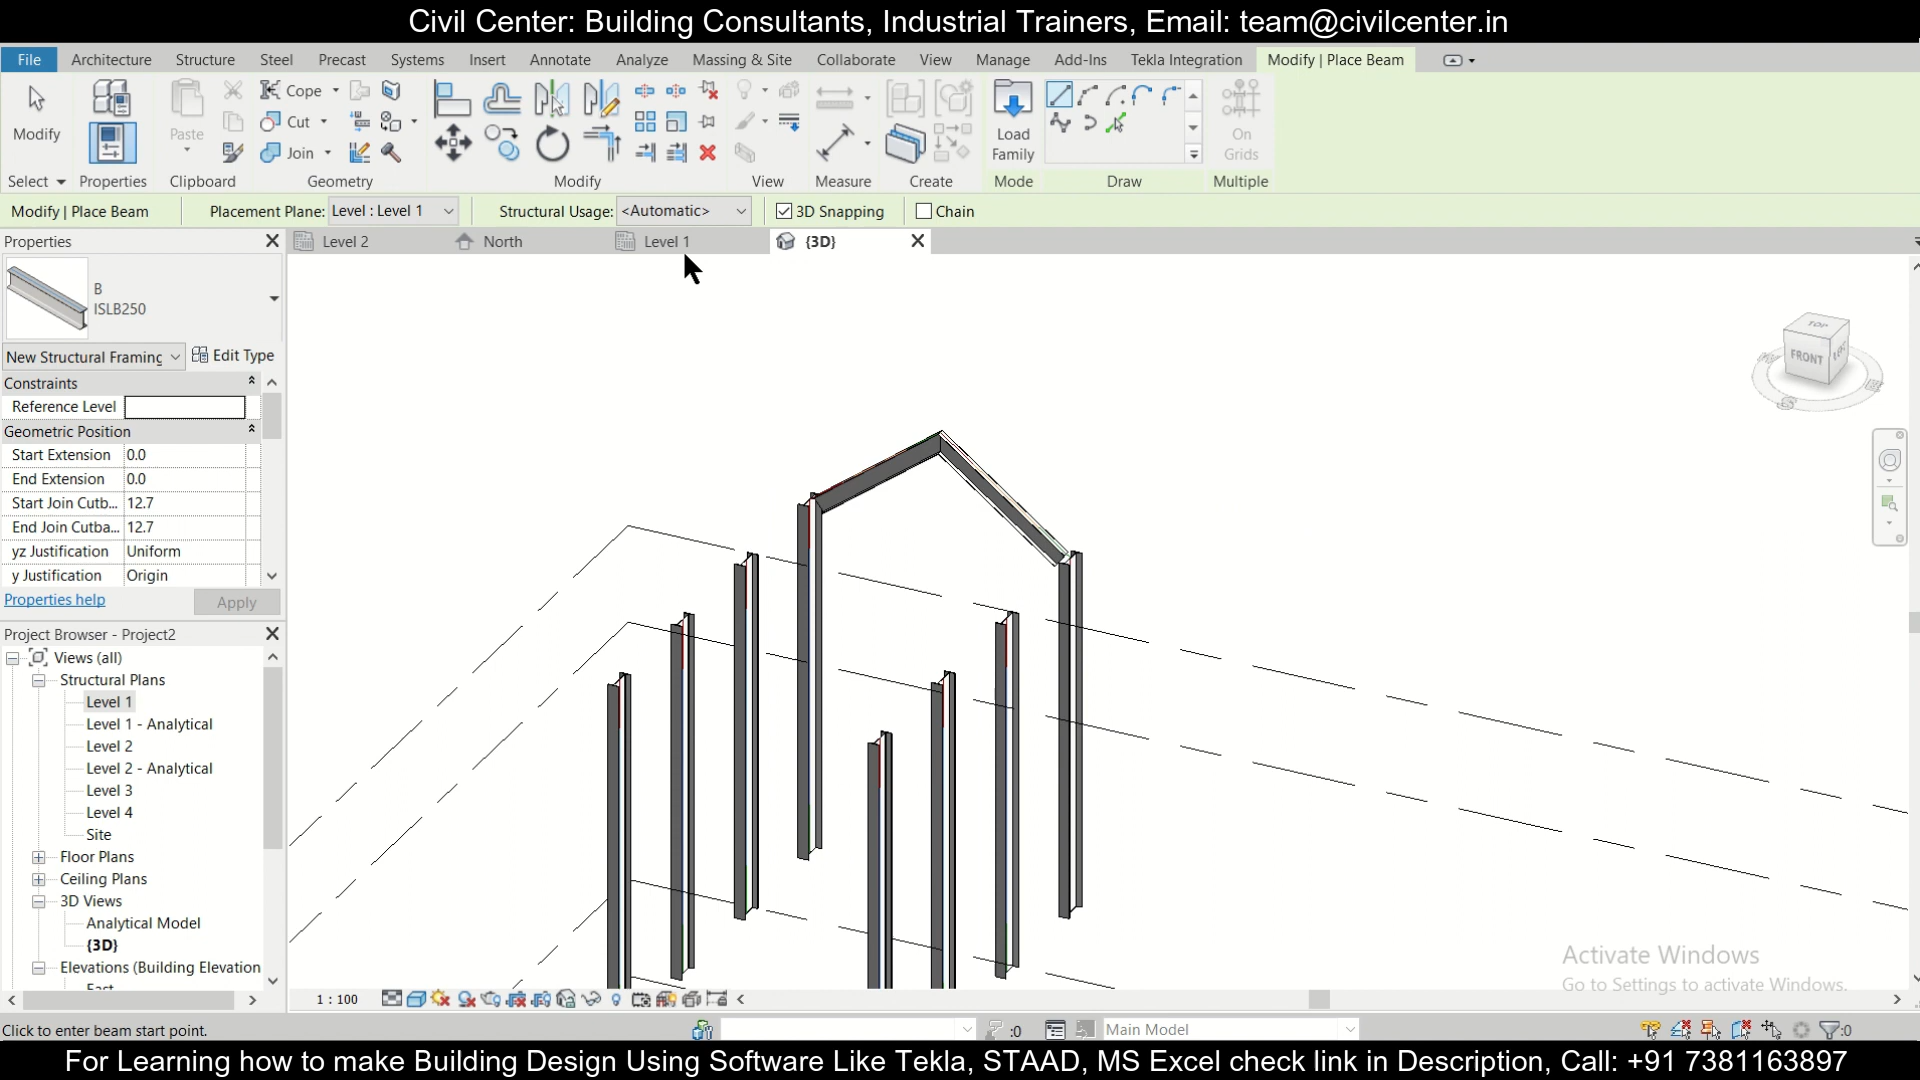 Civil Center: Building Consultants, Industrial Trainers, Email: team@civilcenter.in
File Architecture Structure Steel Precast Systems Insert Annotate Analyze Massing & Site Collaborate View Manage Add-Ins Tekla Integration Modify | Place Beam
Modify Paste Cope Cut Join Load Family On Grids
Select Properties Clipboard Geometry Modify View Measure Create Mode Draw Multiple
Modify | Place Beam Placement Plane: Level : Level 1 Structural Usage: <Automatic> 3D Snapping Chain
Properties
Level 2 North Level 1 {3D}
B
ISLB250
New Structural Framing Edit Type
Constraints
Reference Level
Geometric Position
Start Extension 0.0
End Extension 0.0
Start Join Cutb... 12.7
End Join Cutba... 12.7
yz Justification Uniform
y Justification Origin
Properties help Apply
Project Browser - Project2
Views (all)
Structural Plans
Level 1
Level 1 - Analytical
Level 2
Level 2 - Analytical
Level 3
Level 4
Site
Floor Plans
Ceiling Plans
3D Views
Analytical Model
{3D}
Elevations (Building Elevation
East
TOP
FRONT
S
Activate Windows
Go to Settings to activate Windows.
1 : 100
Click to enter beam start point. :0 Main Model :0
For Learning how to make Building Design Using Software Like Tekla, STAAD, MS Excel check link in Description, Call: +91 7381163897